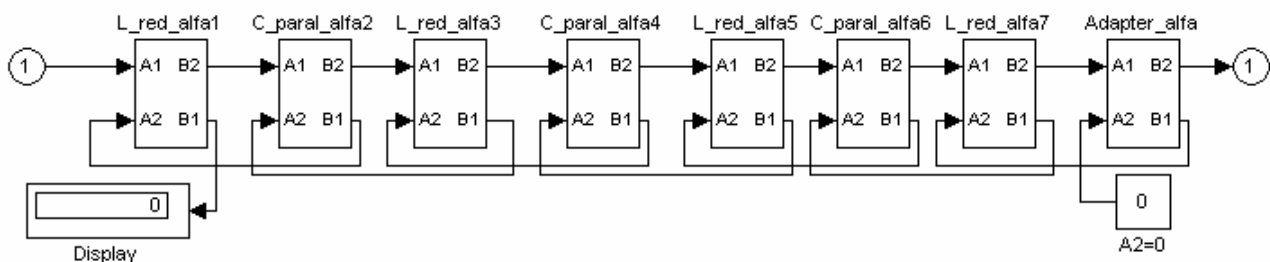 L_red_alfa1 C_paral_alfa2 L_red_alfa3 C_paral_alfa4 L_red_alfa5 C_paral_alfa6 L_red_alfa7 Adapter_alfa
1 A1 B2 A1 B2 A1 B2 A1 B2 A1 B2 A1 B2 A1 B2 A1 B2 1
A2 B1 A2 B1 A2 B1 A2 B1 A2 B1 A2 B1 A2 B1 A2 B1
0 0
Display A2=0